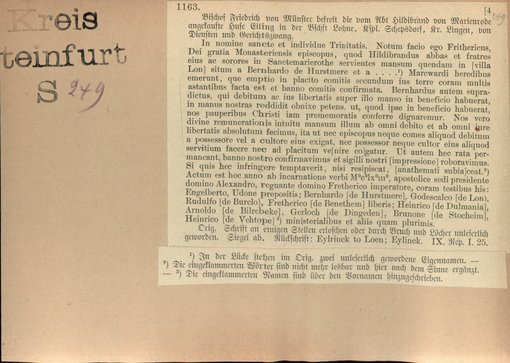 Kreis
Steinfurt
S 249
1163.
[4
249
Bischof Friedrich von Münster befreit die vom Abt Hildibrand von Marienrode
angekaufte Hufe Eilling in der Bschft Lohne, Kspl. Schepsdorf, Kr. Lingen, von
Diensten und Gerichtszwang.
In nomine sancte et individue Trinitatis. Notum facio ego Frithericus,
Dei gratia Monasteriensis episcopus, quod Hildibrandus abbas et fratres
eius ac sorores in Sanctemarierothe servientes mansum quendam in [villa
Lon] situm a Bernhardo de Hurstmere et a . . . .¹) Marcwardi heredibus
emerunt, que emptio in placito comitis secundum ius terre coram multis
astantibus facta est et banno comitis confirmata. Bernhardus autem supra-
dictus, qui debitum ac ius libertatis super illo manso in beneficio habuerat,
in manus nostras reddidit obnixe petens, ut, quod ipse in beneficio habuerat,
nos pauperibus Christi iam prememoratis conferre dignaremur. Nos vero
divine remunerationis intuitu mansum illum ab omni debito et ab omni iure
libertatis absolutum fecimus, ita ut nec episcopus neque comes aliquod debitum
a possessore vel a cultore eius exigat, nec possessor neque cultor eius aliquod
servitium facere nec ad placitum ve[nire co]gatur. Ut autem hec rata per-
maneant, banno nostro confirmavimus et sigilli nostri [impressione] roboravimus.
Si quis hec infringere temptaverit, nisi resipiscat, [anathemati subia]ceat.²)
Actum est hoc anno ab incarnatione verbi M°c°lx°iii°, apostolice sedi presidente
domino Alexandro, regnante domino Fretherico imperatore, coram testibus his:
Engelberto, Udone prepositis; Bernhardo [de Hurstmere], Godescalco [de Lon],
Rudulfo [de Burclo], Fretherico [de Benethem] liberis; Heinrico [de Dulmania],
Arnoldo [de Bilrebeke], Gerloch [de Dingeden], Brunone [de Stocheim],
Heinrico [de Vehtope]³) ministerialibus et aliis quam plurimis.
Orig. Schrift an einigen Stellen erloschen oder durch Bruch und Löcher unleserlich
geworden. Siegel ab. Rückschrift: Eylrinck to Loen; Eylinck. IX. Rep. I. 25.
¹) In der Lücke stehen im Orig. zwei unleserlich gewordene Eigennamen. —
²) Die eingeklammerten Wörter sind nicht mehr lesbar und hier nach dem Sinne ergänzt.
— ³) Die eingeklammerten Namen sind über den Vornamen hinzugeschrieben.